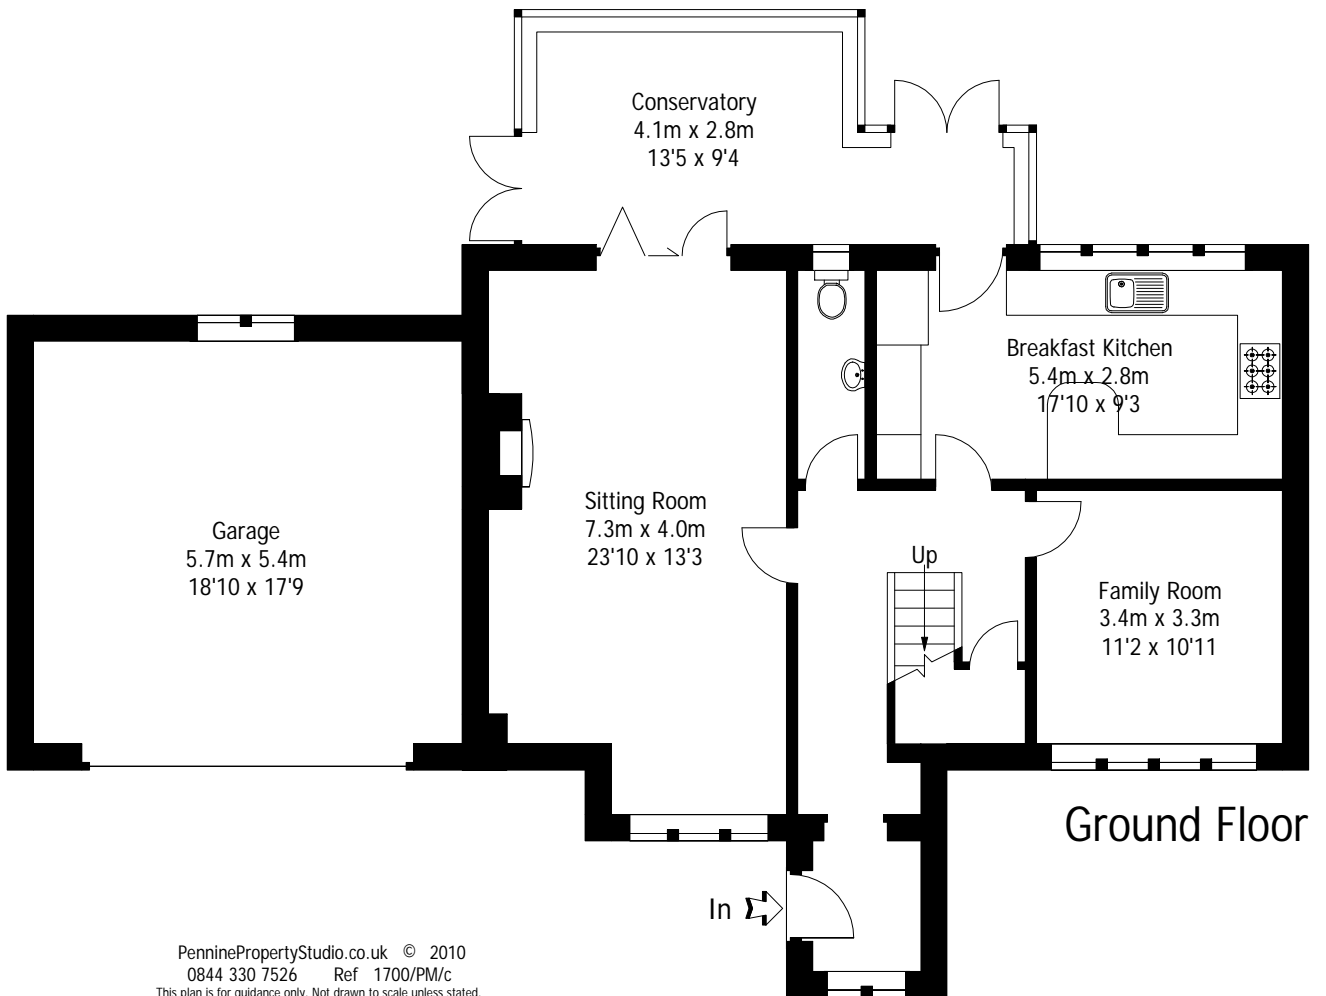 Conservatory
4.1m x 2.8m
13'5 x 9'4
Breakfast Kitchen
5.4m x 2.8m
17'10 x 9'3
Sitting Room
7.3m x 4.0m
23'10 x 13'3
Garage
5.7m x 5.4m
18'10 x 17'9
Up
Family Room
3.4m x 3.3m
11'2 x 10'11
Ground Floor
In
PenninePropertyStudio.co.uk © 2010
0844 330 7526 Ref 1700/PM/c
This plan is for guidance only. Not drawn to scale unless stated.